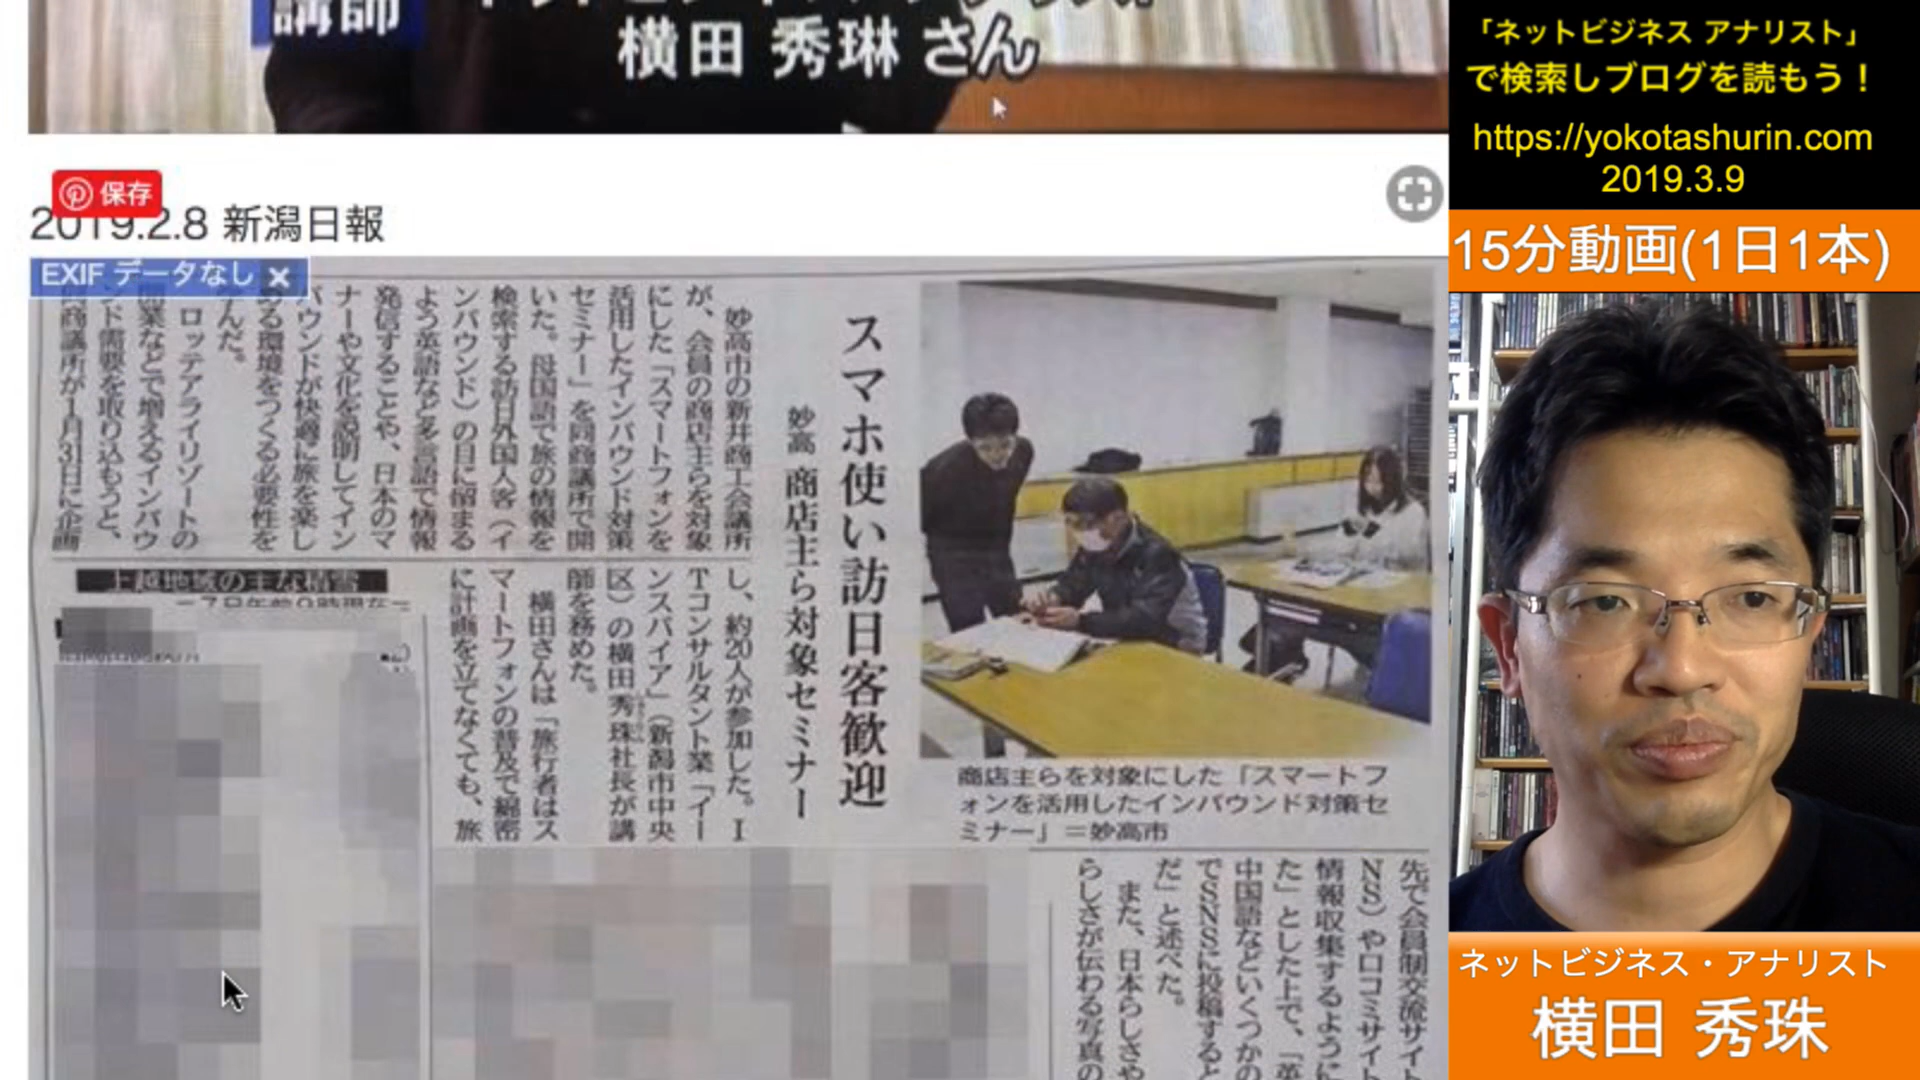 講師
横田 秀琳 さん
保存
2019.2.8 新潟日報
EXIF データなし
スマホ使い訪日客歓迎
妙高 商店主ら対象セミナー
妙高市の新井商工会議所
が、会員の商店主らを対象
にした「スマートフォンを
活用したインバウンド対策
セミナー」を同商議所で開
いた。母国語で旅の情報を
検索する訪日外国人客（イ
ンバウンド）の目に留まる
よう英語など多言語で情報
発信することや、日本のマ
ナーや文化を説明してイン
バウンドが快適に旅を楽し
める環境をつくる必要性を
学んだ。
ロッテアライリゾートの
開業などで増えるインバウ
ンド需要を取り込もうと、
同商議所が1月31日に企画
し、約20人が参加した。I
Tコンサルタント業「イー
ンスパイア」（新潟市中央
区）の横田秀珠社長が講
師を務めた。
横田さんは「旅行者はス
マートフォンの普及で綿密
に計画を立てなくても、旅
先で会員制交流サイト
NS）や口コミサイト
情報収集するように
た」とした上で、「英
中国語などいくつかの
でSNSに投稿すると
だ」と述べた。
また、日本らしさや
らしさが伝わる写真の
商店主らを対象にした「スマートフ
ォンを活用したインバウンド対策セ
ミナー」＝妙高市
上越地域の主な積雪
＝7日午前9時現在＝
「ネットビジネス アナリスト」
で検索しブログを読もう！
https://yokotashurin.com
2019.3.9
15分動画(1日1本)
ネットビジネス・アナリスト
横田 秀珠